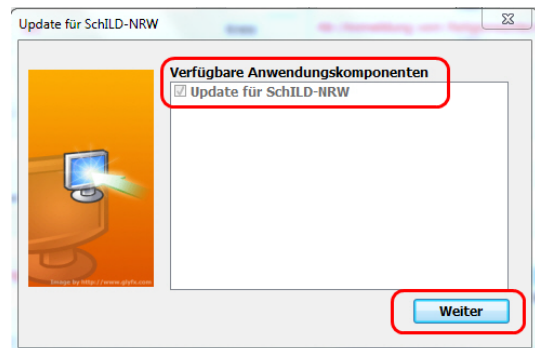 Update für SchILD-NRW
Verfügbare Anwendungskomponenten
Update für SchILD-NRW
Image by http://www.glyfx.com
Weiter